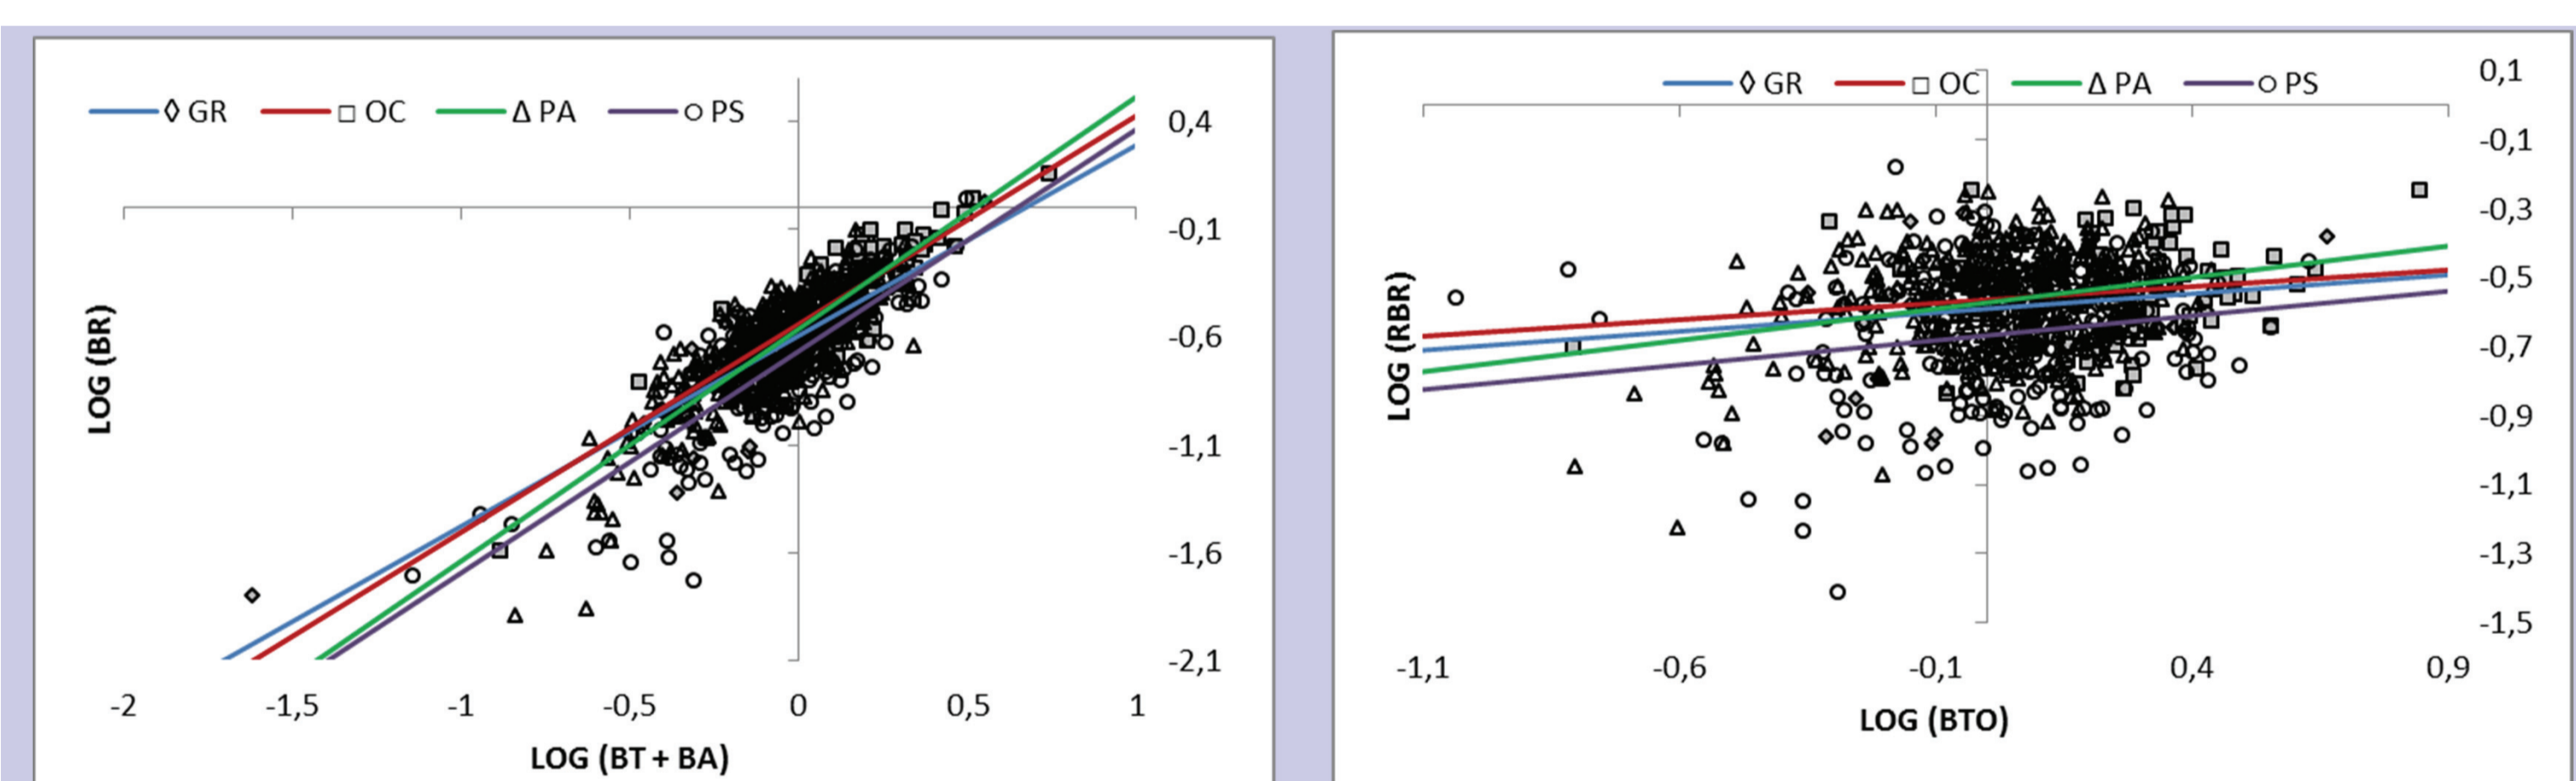 ◊ GR □ OC Δ PA ○ PS
0,4
-0,1
-0,6
-1,1
-1,6
-2,1
LOG (BR)
-2 -1,5 -1 -0,5 0 0,5 1
LOG (BT + BA)
◊ GR □ OC Δ PA ○ PS
0,1
-0,1
-0,3
-0,5
-0,7
-0,9
-1,1
-1,3
-1,5
LOG (RBR)
-1,1 -0,6 -0,1 0,4 0,9
LOG (BTO)